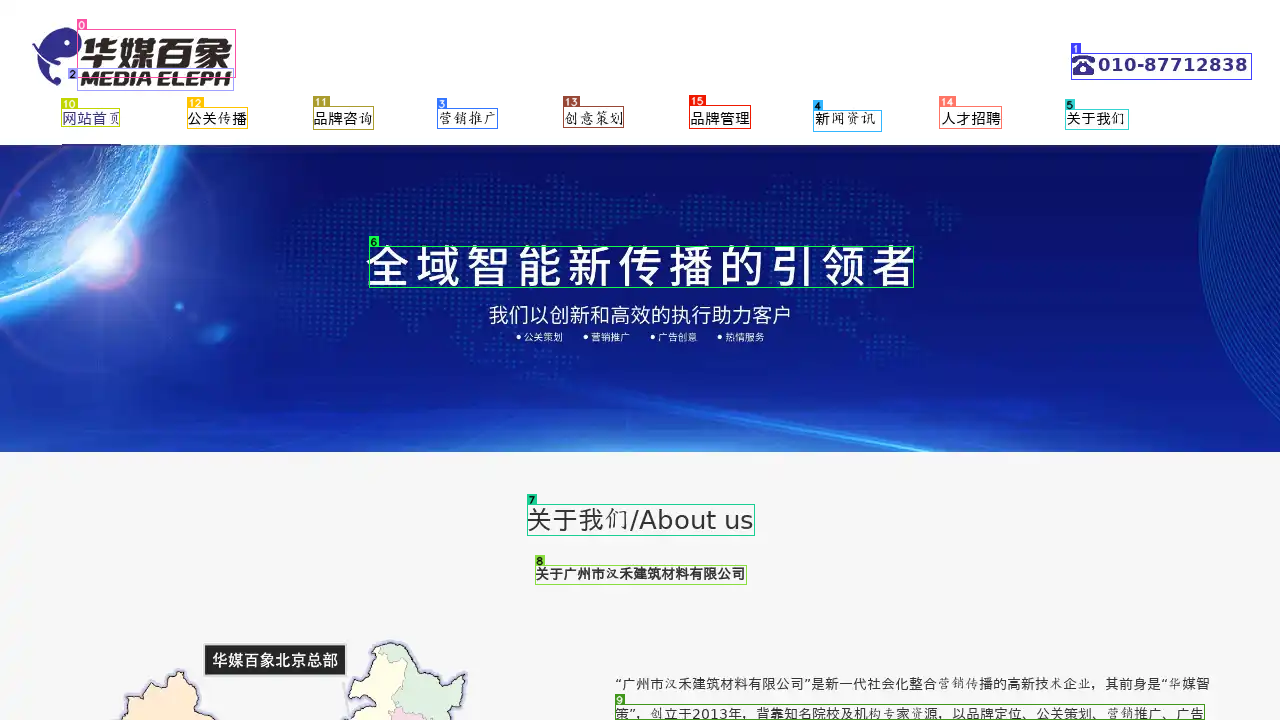 华媒百象
MEDIA ELEPH
010-87712838
网站首页 公关传播 品牌咨询 营销推广 创意策划 品牌管理 新闻资讯 人才招聘 关于我们
全域智能新传播的引领者
我们以创新和高效的执行助力客户
• 公关策划 • 营销推广 • 广告创意 • 热情服务
关于我们/About us
关于广州市汉禾建筑材料有限公司
华媒百象北京总部
“广州市汉禾建筑材料有限公司”是新一代社会化整合营销传播的高新技术企业，其前身是“华媒智
策”，创立于2013年，背靠知名院校及机构专家资源，以品牌定位、公关策划、营销推广、广告
0
1
2
3
4
5
6
7
8
9
10
11
12
13
14
15